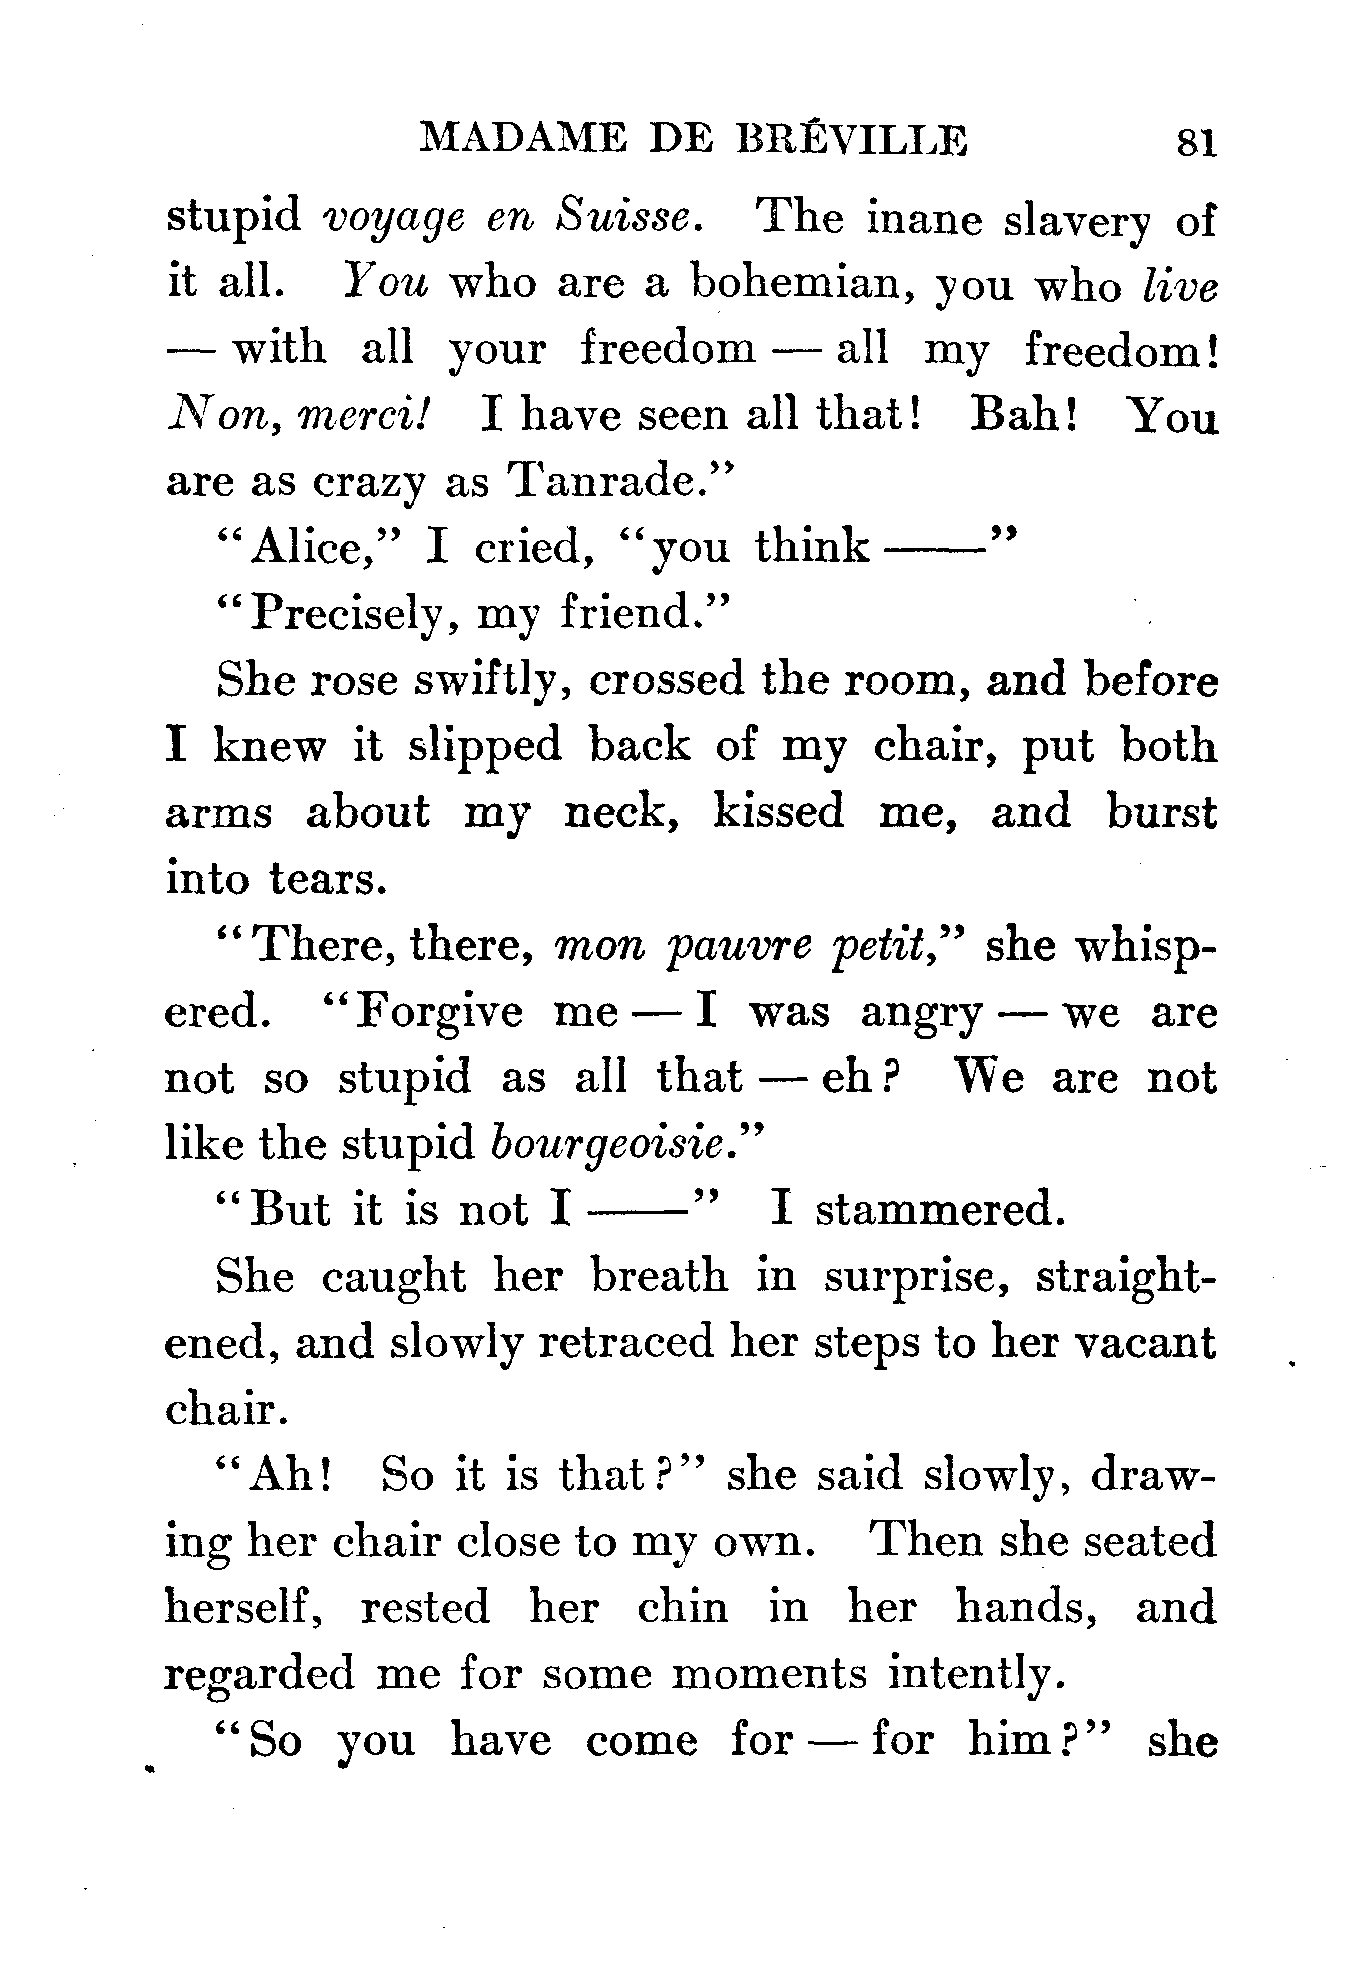 MADAME DE BRÉVILLE 81
stupid voyage en Suisse. The inane slavery of
it all. You who are a bohemian, you who live
— with all your freedom — all my freedom!
Non, merci! I have seen all that! Bah! You
are as crazy as Tanrade."
"Alice," I cried, "you think ——"
"Precisely, my friend."
She rose swiftly, crossed the room, and before
I knew it slipped back of my chair, put both
arms about my neck, kissed me, and burst
into tears.
"There, there, mon pauvre petit," she whisp-
ered. "Forgive me — I was angry — we are
not so stupid as all that — eh? We are not
like the stupid bourgeoisie."
"But it is not I ——" I stammered.
She caught her breath in surprise, straight-
ened, and slowly retraced her steps to her vacant
chair.
"Ah! So it is that?" she said slowly, draw-
ing her chair close to my own. Then she seated
herself, rested her chin in her hands, and
regarded me for some moments intently.
"So you have come for — for him?" she